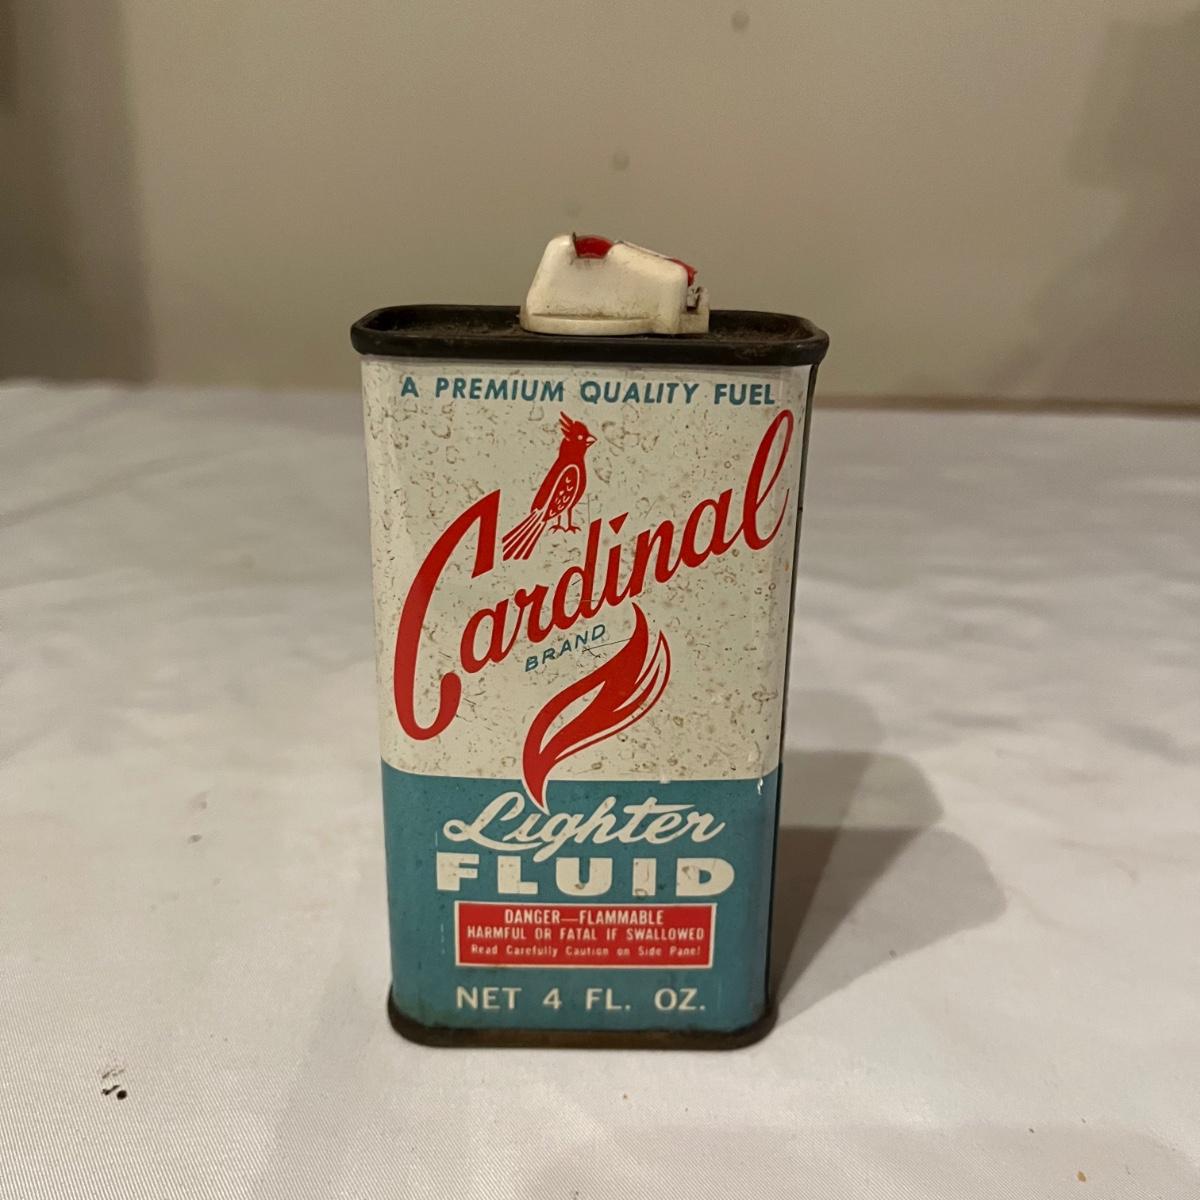 A PREMIUM QUALITY FUEL
Cardinal
BRAND
Lighter
FLUID
DANGER—FLAMMABLE
HARMFUL OR FATAL IF SWALLOWED
Read Carefully Caution on Side Panel
NET 4 FL. OZ.